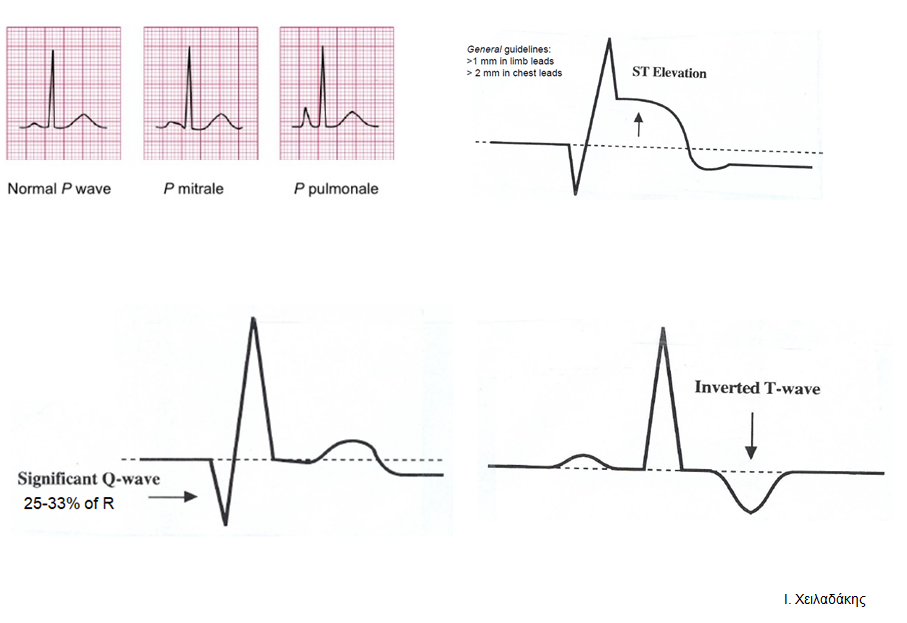 Normal P wave
P mitrale
P pulmonale
General guidelines:
>1 mm in limb leads
> 2 mm in chest leads
ST Elevation
Significant Q-wave
25-33% of R
Inverted T-wave
Ι. Χειλαδάκης